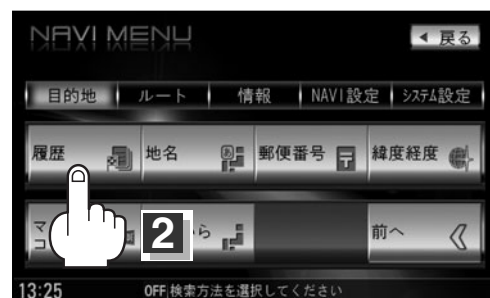 NAVI MENU
戻る
目的地 ルート 情報 NAVI設定 システム設定
履歴 地名 郵便番号 緯度経度
2 前へ
13:25 OFF 検索方法を選択してください